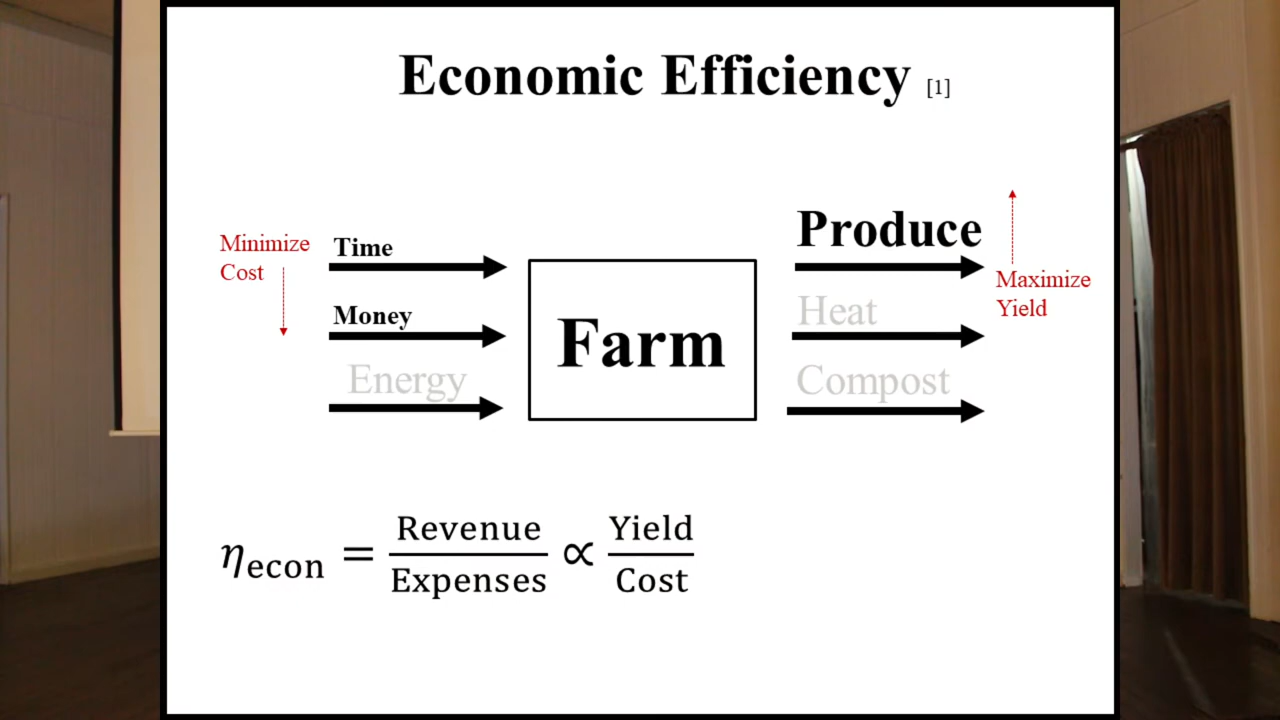 Economic Efficiency [1]
Minimize
Cost
Time
Money
Energy
Farm
Produce
Heat
Compost
Maximize
Yield
η_econ = Revenue/Expenses ∝ Yield/Cost